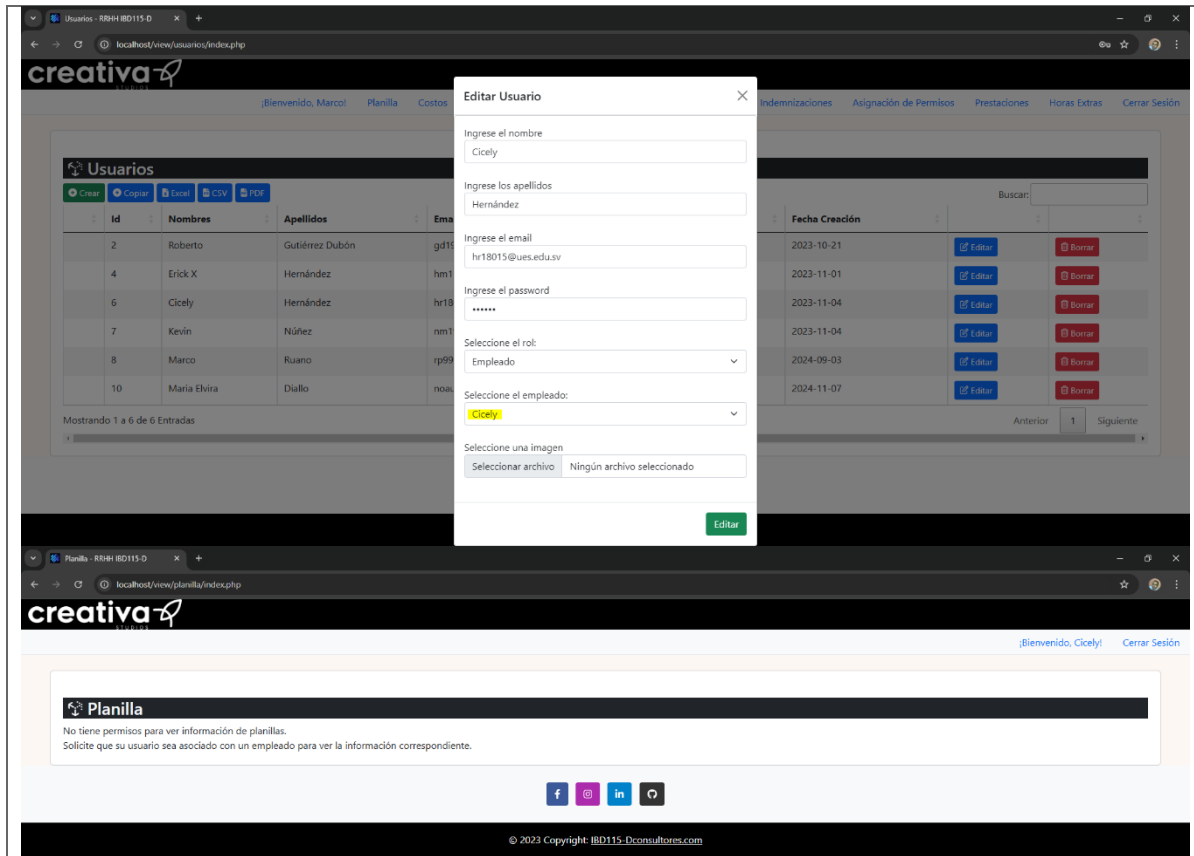 Usuarios - RRHH IBD115-D
localhost/view/usuarios/index.php
creativa
STUDIOS
¡Bienvenido, Marco! Planilla Costos Indemnizaciones Asignación de Permisos Prestaciones Horas Extras Cerrar Sesión
Usuarios
Crear Copiar Excel CSV PDF Buscar:
Id Nombres Apellidos Ema Fecha Creación
2 Roberto Gutiérrez Dubón gd19 2023-10-21 Editar Borrar
4 Erick X Hernández hm1 2023-11-01 Editar Borrar
6 Cicely Hernández hr18 2023-11-04 Editar Borrar
7 Kevin Núñez nm1 2023-11-04 Editar Borrar
8 Marco Ruano rp99 2024-09-03 Editar Borrar
10 Maria Elvira Diallo 2024-11-07 Editar Borrar
Mostrando 1 a 6 de 6 Entradas Anterior 1 Siguiente
Editar Usuario
Ingrese el nombre
Cicely
Ingrese los apellidos
Hernández
Ingrese el email
hr18015@ues.edu.sv
Ingrese el password
••••••
Seleccione el rol:
Empleado
Seleccione el empleado:
Cicely
Seleccione una imagen
Seleccionar archivo Ningún archivo seleccionado
Editar
Planilla - RRHH IBD115-D
localhost/view/planilla/index.php
creativa
STUDIOS
¡Bienvenido, Cicely! Cerrar Sesión
Planilla
No tiene permisos para ver información de planillas.
Solicite que su usuario sea asociado con un empleado para ver la información correspondiente.
f in
© 2023 Copyright: IBD115-Dconsultores.com